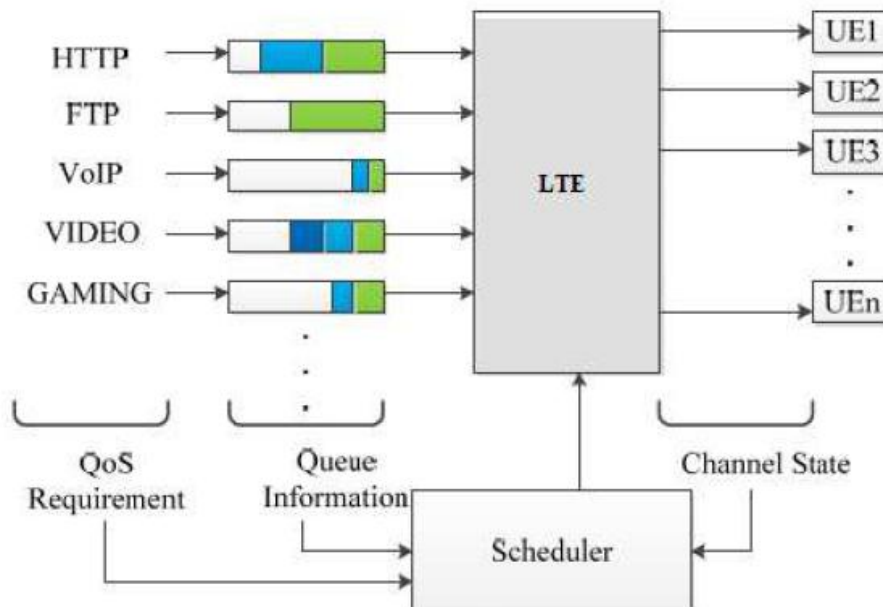 HTTP
FTP
VoIP
VIDEO
GAMING
LTE
UE1
UE2
UE3
UEn
QoS
Requirement
Queue
Information
Channel State
Scheduler